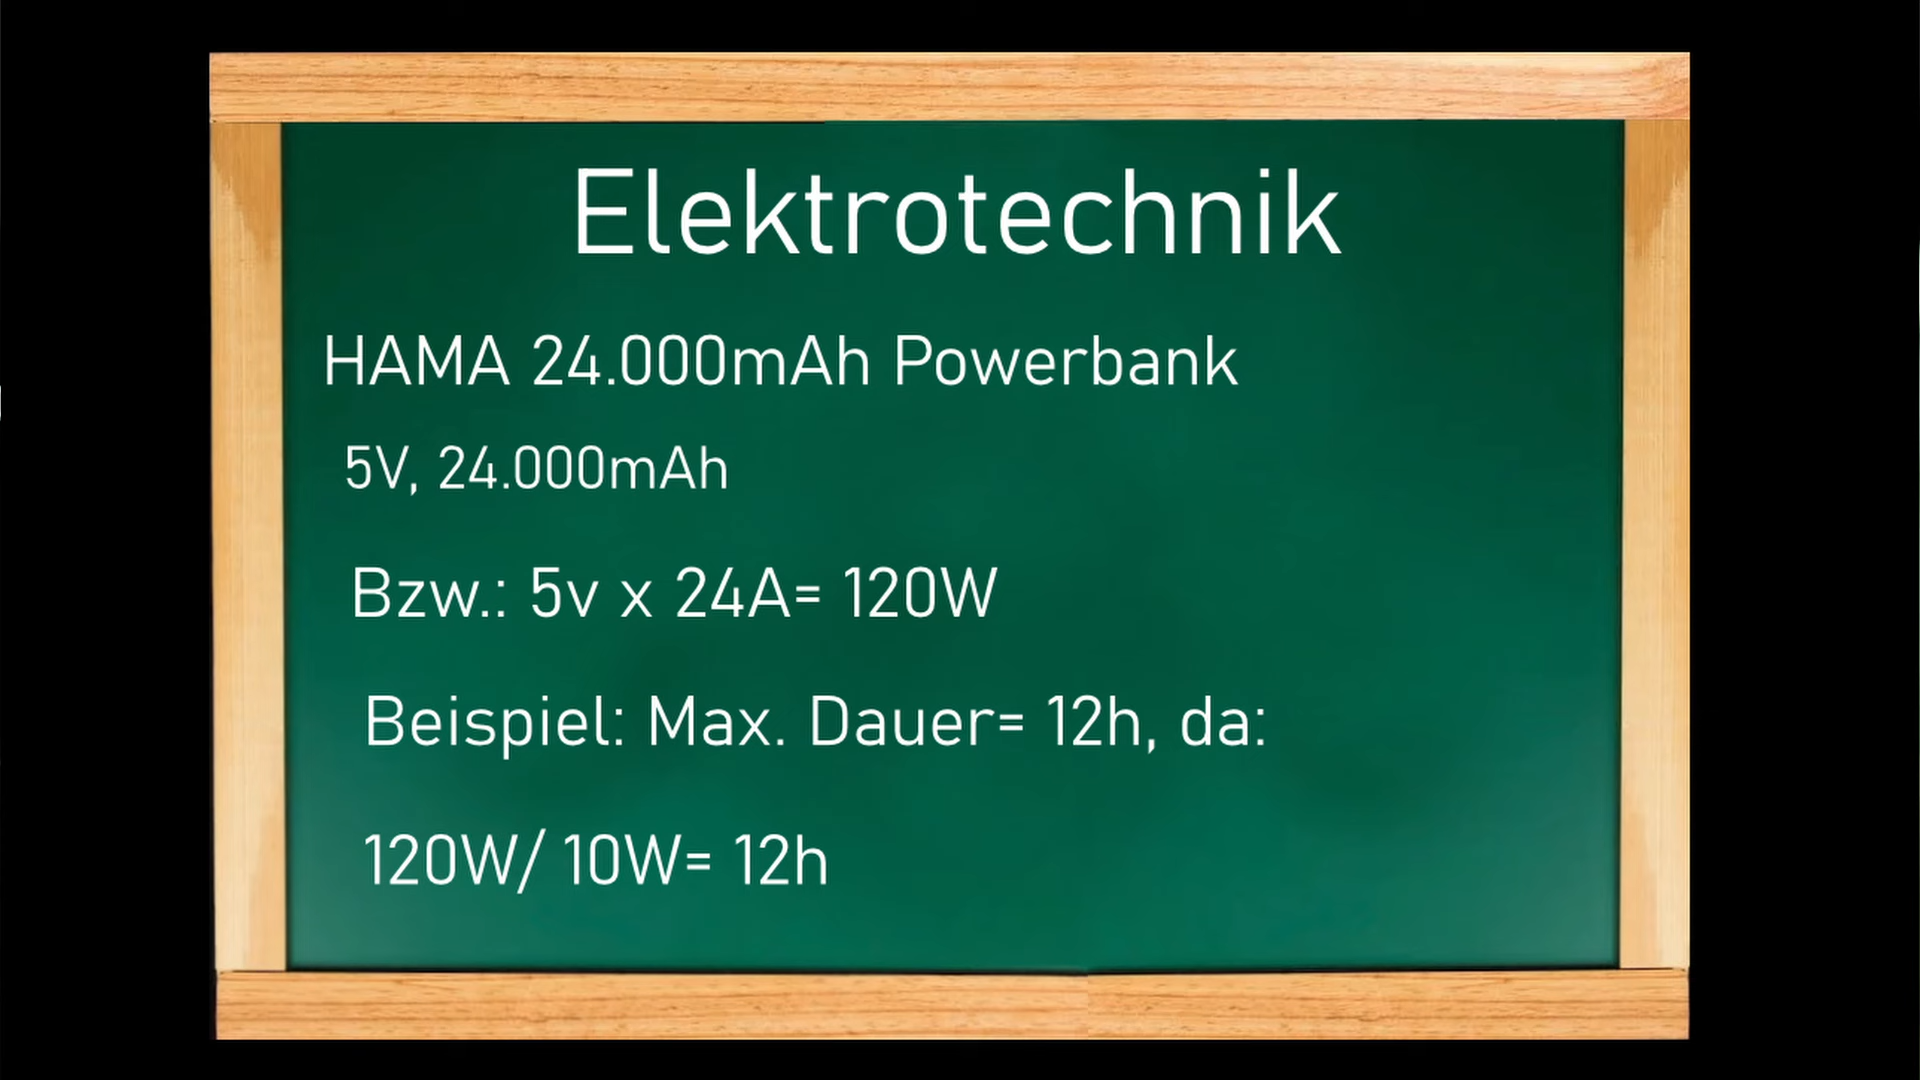 Elektrotechnik
HAMA 24.000mAh Powerbank
5V, 24.000mAh
Bzw.: 5v x 24A= 120W
Beispiel: Max. Dauer= 12h, da:
120W/ 10W= 12h